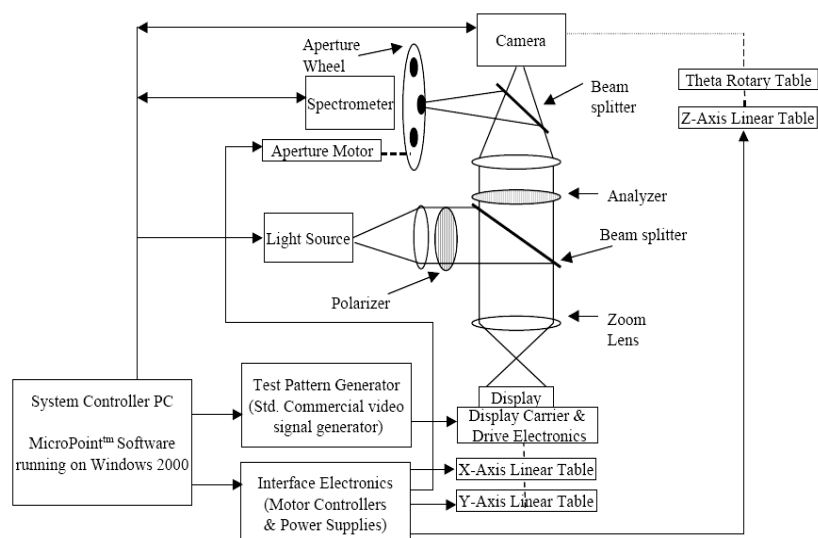 Camera
Aperture
Wheel
Beam
splitter
Spectrometer
Theta Rotary Table
Z-Axis Linear Table
Aperture Motor
Analyzer
Light Source
Beam splitter
Polarizer
Zoom
Lens
Display
Test Pattern Generator
(Std. Commercial video
signal generator)
Display Carrier &
Drive Electronics
System Controller PC
MicroPoint™ Software
running on Windows 2000
X-Axis Linear Table
Interface Electronics
(Motor Controllers
& Power Supplies)
Y-Axis Linear Table